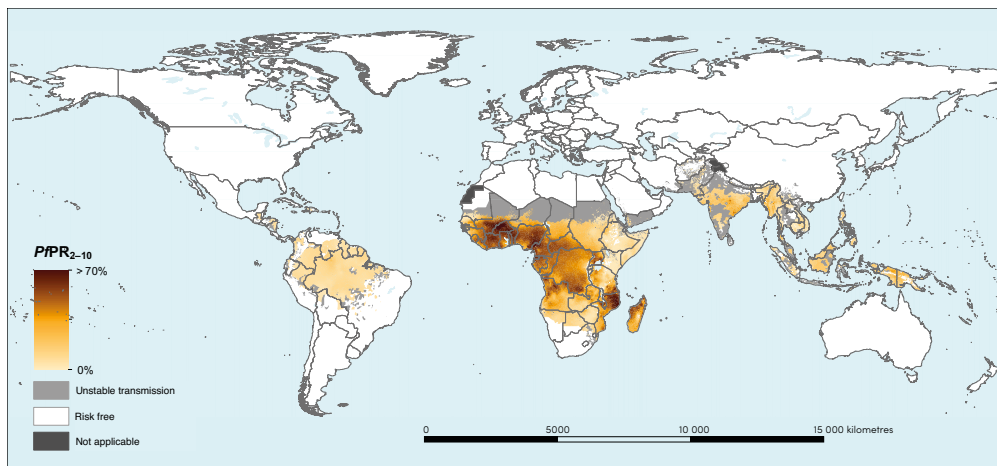 PfPR2–10
> 70%
0%
Unstable transmission
Risk free
Not applicable
0 5000 10 000 15 000 kilometres